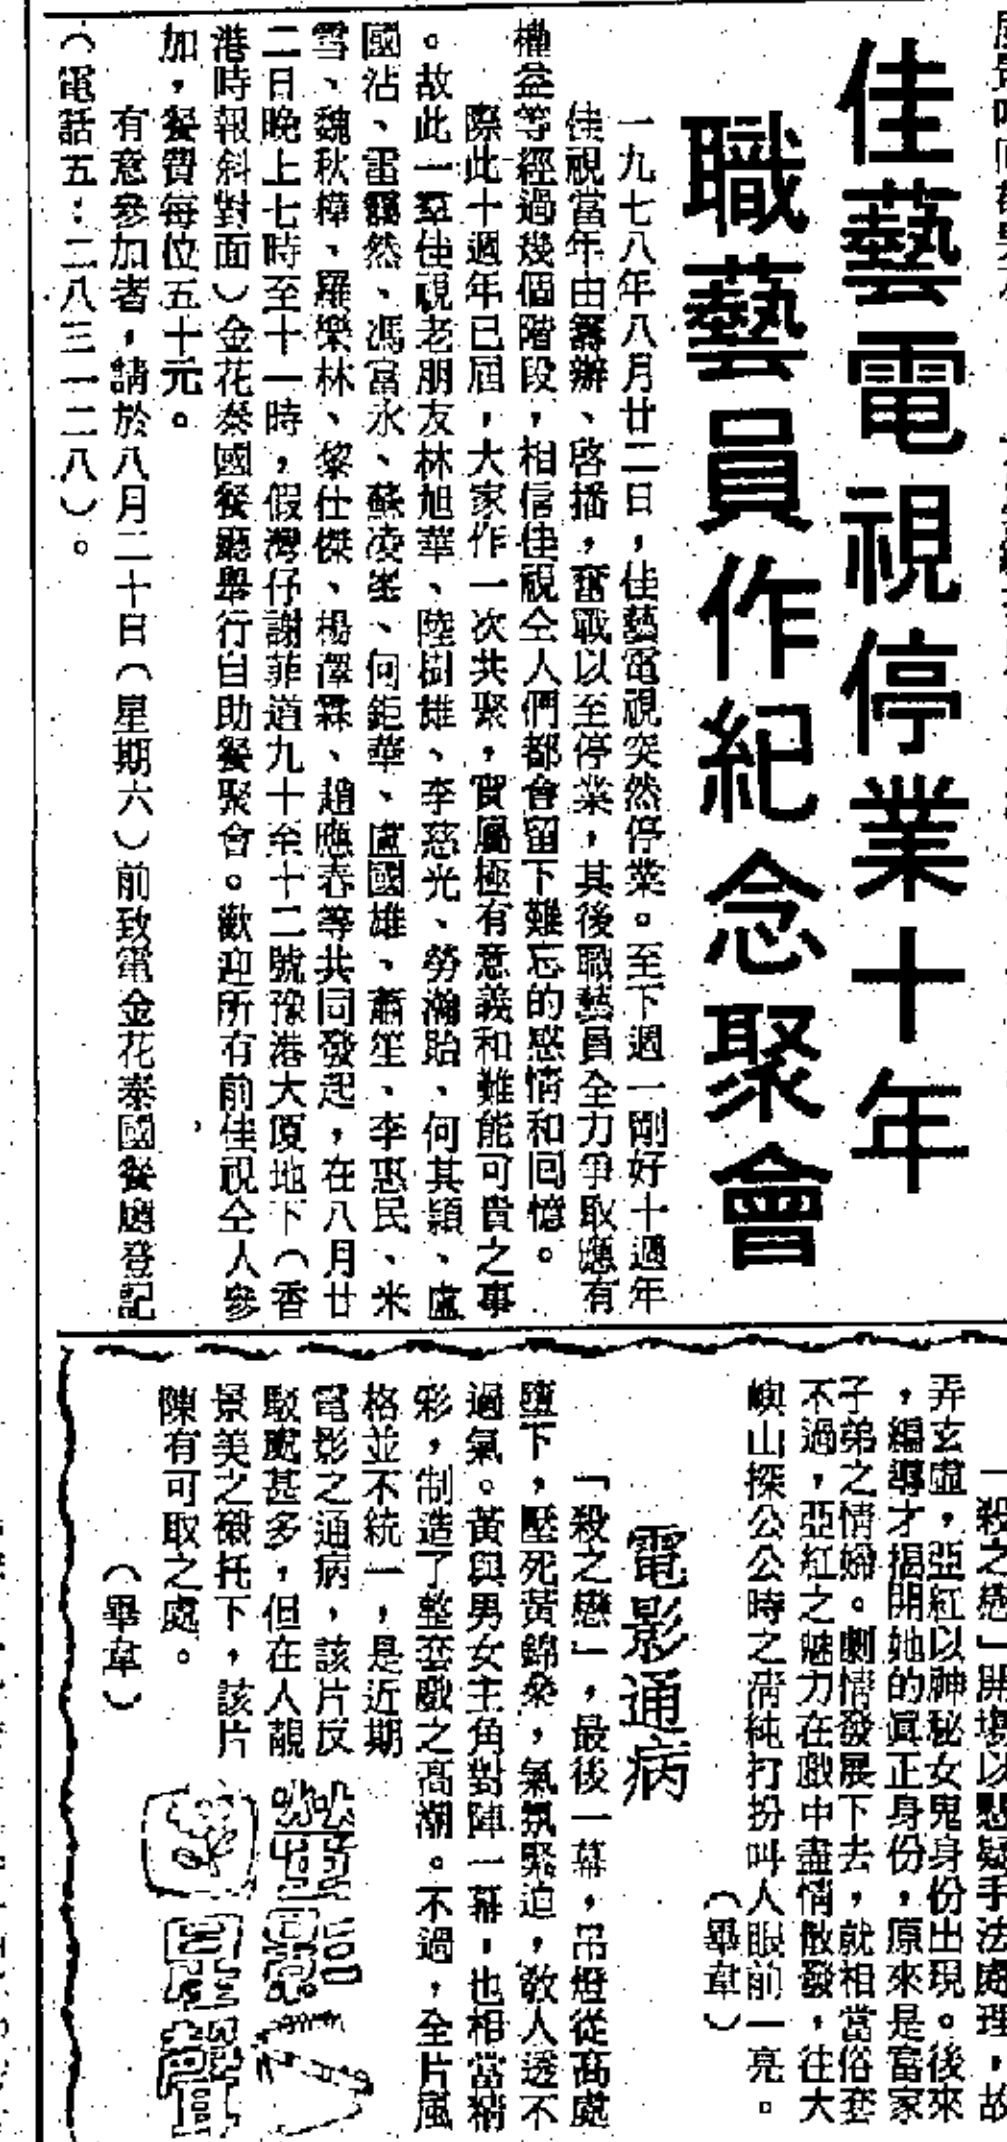 佳藝電視停業十年
職藝員作紀念聚會
一九七八年八月廿二日，佳藝電視突然停業。至下週一剛好十週年
佳視當年由籌辦、啓播，奮戰以至停業，其後職藝員全力爭取應有
權益等經過幾個階段，相信佳視仝人們都會留下難忘的感情和回憶。
際此十週年已屆，大家作一次共聚，實屬極有意義和難能可貴之事
。故此一羣佳視老朋友林旭華、陸樹雄、李慈光、勞瀚貽、何其穎、盧
國沾、雷靄然、馮富永、蘇凌峯、何鉅華、盧國雄、蕭笙、李惠民、米
雪、魏秋樺、羅樂林、黎仕傑、楊澤霖、趙應春等共同發起，在八月廿
二日晚上七時至十一時，假灣仔謝菲道九十至十二號豫港大廈地下（香
港時報斜對面）金花泰國餐廳舉行自助餐聚會。歡迎所有前佳視仝人參
加，餐費每位五十元。
有意參加者，請於八月二十日（星期六）前致電金花泰國餐廳登記
（電話五：二八三一二八）。
「殺之戀」開場以懸疑手法處理，故
弄玄虛，亞紅以神秘女鬼身份出現。後來
，編導才揭開她的眞正身份，原來是富家
子弟之情婦。劇情發展下去，就相當俗套
不過，亞紅之魅力在戲中盡情散發，往大
嶼山探公公時之清純打扮叫人眼前一亮。
（畢韋）
電影通病
「殺之戀」，最後一幕，吊燈從高處
墮下，壓死黃錦燊，氣氛緊迫，敎人透不
過氣。黃與男女主角對陣一幕，也相當精
彩，制造了整套戲之高潮。不過，全片風
格並不統一，是近期
電影之通病，該片反
駁處甚多，但在人靚
景美之襯托下，該片
陳有可取之處。
（畢韋）